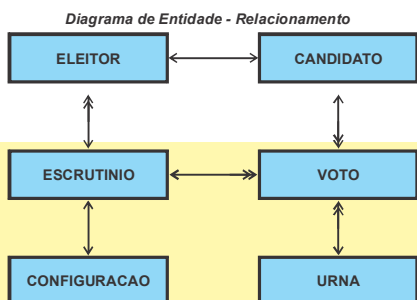 Diagrama de Entidade - Relacionamento
ELEITOR
CANDIDATO
ESCRUTINIO
VOTO
CONFIGURACAO
URNA